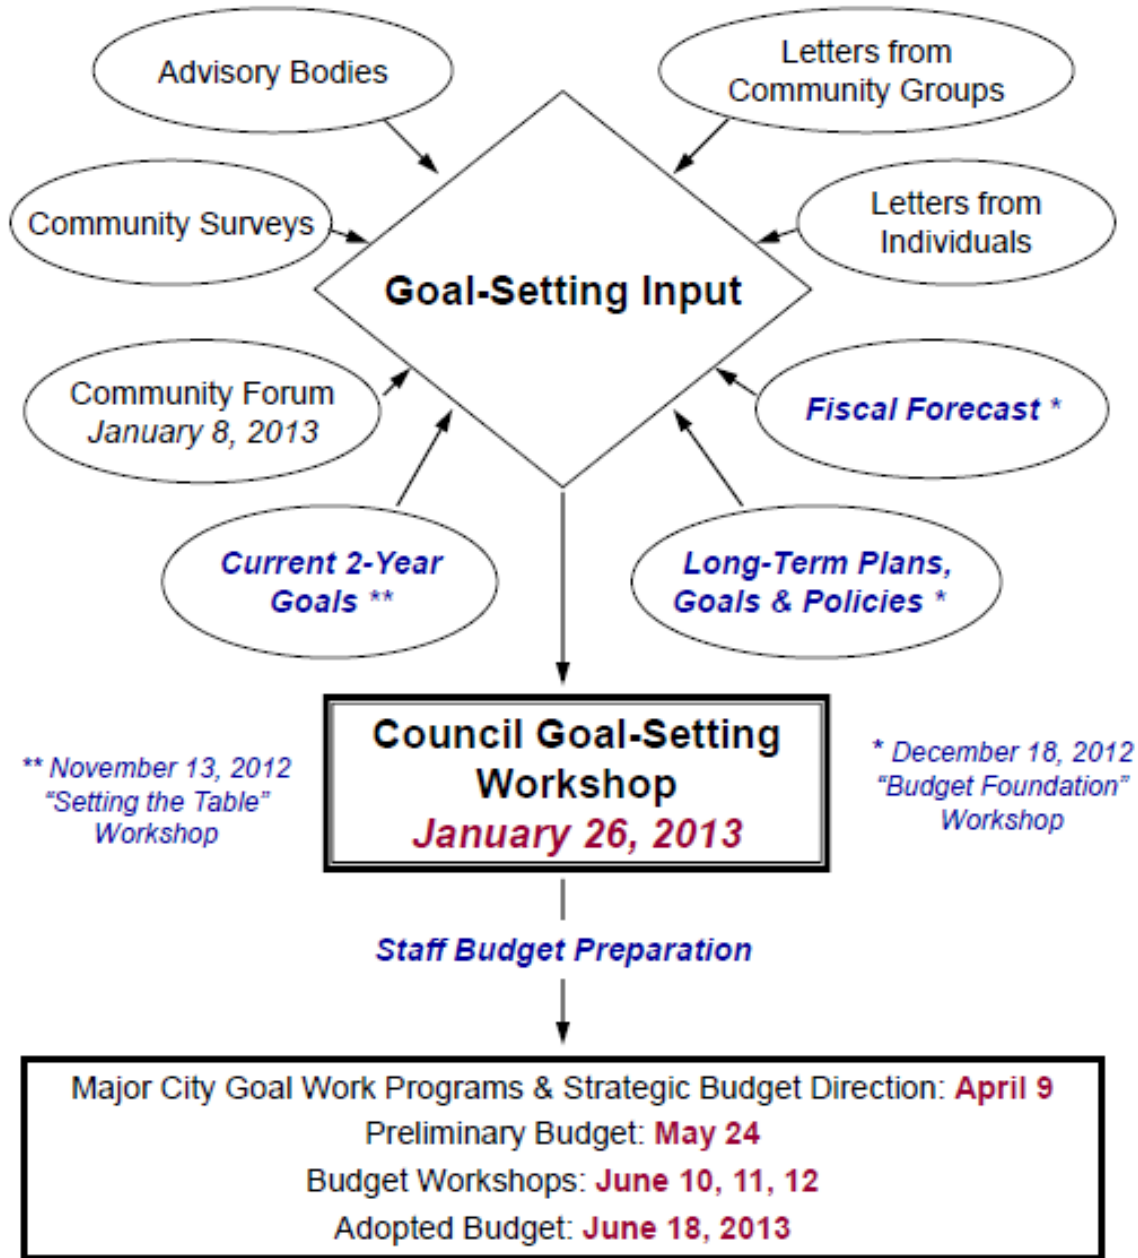 Advisory Bodies
Letters from
Community Groups
Community Surveys
Letters from
Individuals
Goal-Setting Input
Community Forum
January 8, 2013
Fiscal Forecast *
Current 2-Year
Goals **
Long-Term Plans,
Goals & Policies *
Council Goal-Setting
Workshop
January 26, 2013
** November 13, 2012
“Setting the Table”
Workshop
* December 18, 2012
“Budget Foundation”
Workshop
Staff Budget Preparation
Major City Goal Work Programs & Strategic Budget Direction: April 9
Preliminary Budget: May 24
Budget Workshops: June 10, 11, 12
Adopted Budget: June 18, 2013